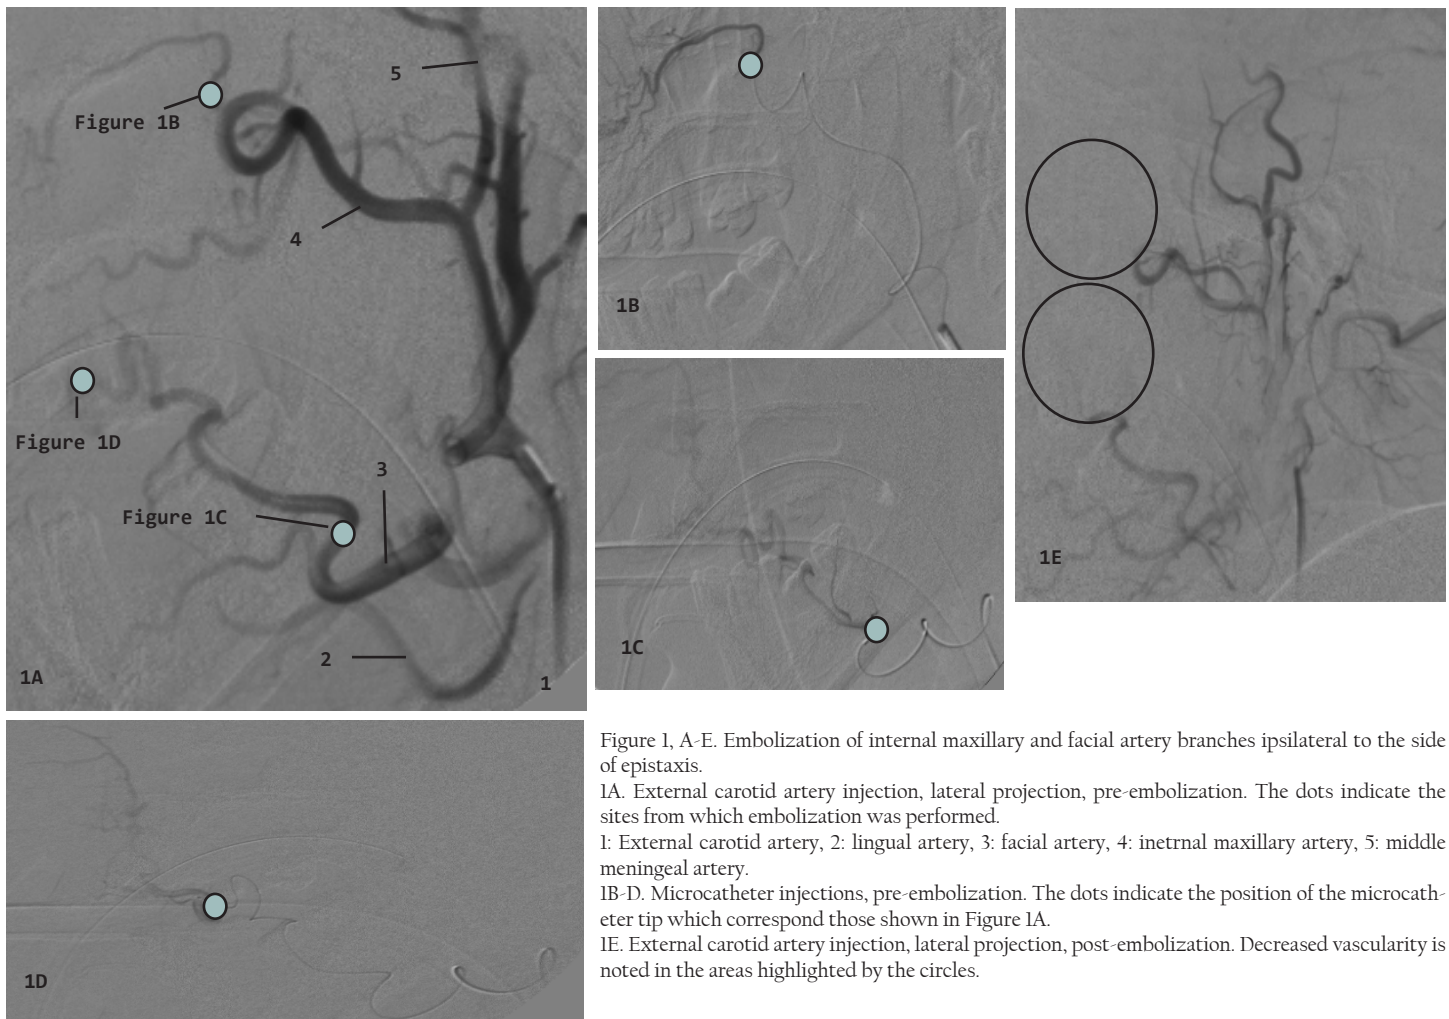 5
Figure 1B
4
Figure 1D
3
Figure 1C
2
1A
1
1B
1C
1E
1D
Figure 1, A-E. Embolization of internal maxillary and facial artery branches ipsilateral to the side
of epistaxis.
1A. External carotid artery injection, lateral projection, pre-embolization. The dots indicate the
sites from which embolization was performed.
1: External carotid artery, 2: lingual artery, 3: facial artery, 4: inetrnal maxillary artery, 5: middle
meningeal artery.
1B-D. Microcatheter injections, pre-embolization. The dots indicate the position of the microcath-
eter tip which correspond those shown in Figure 1A.
1E. External carotid artery injection, lateral projection, post-embolization. Decreased vascularity is
noted in the areas highlighted by the circles.